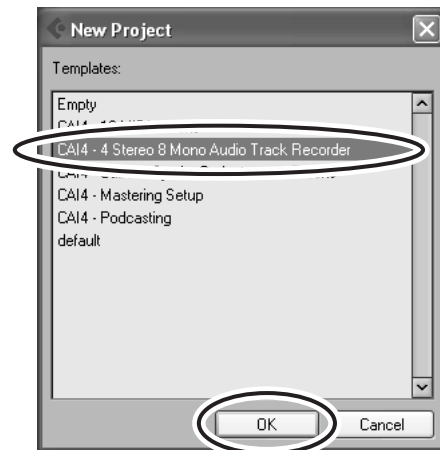 New Project
Templates:
Empty
CAI4 - 4 Stereo 8 Mono Audio Track Recorder
CAI4 - Mastering Setup
CAI4 - Podcasting
default
OK
Cancel